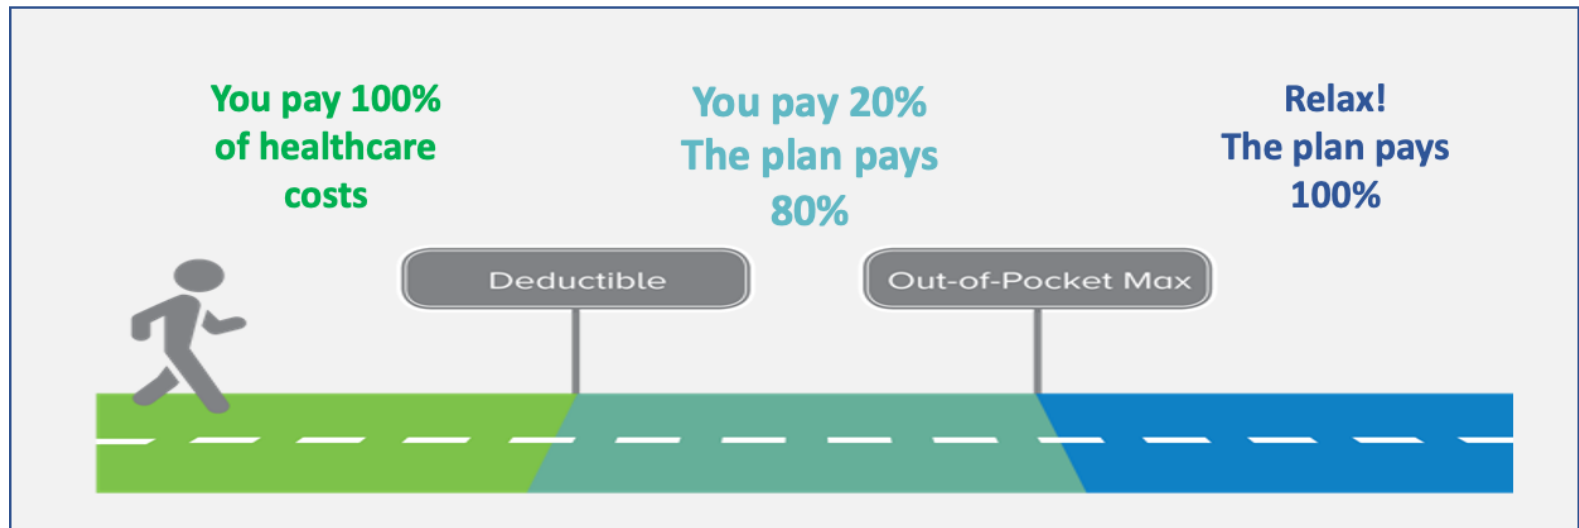 You pay 100%
of healthcare
costs
You pay 20%
The plan pays
80%
Relax!
The plan pays
100%
Deductible
Out-of-Pocket Max